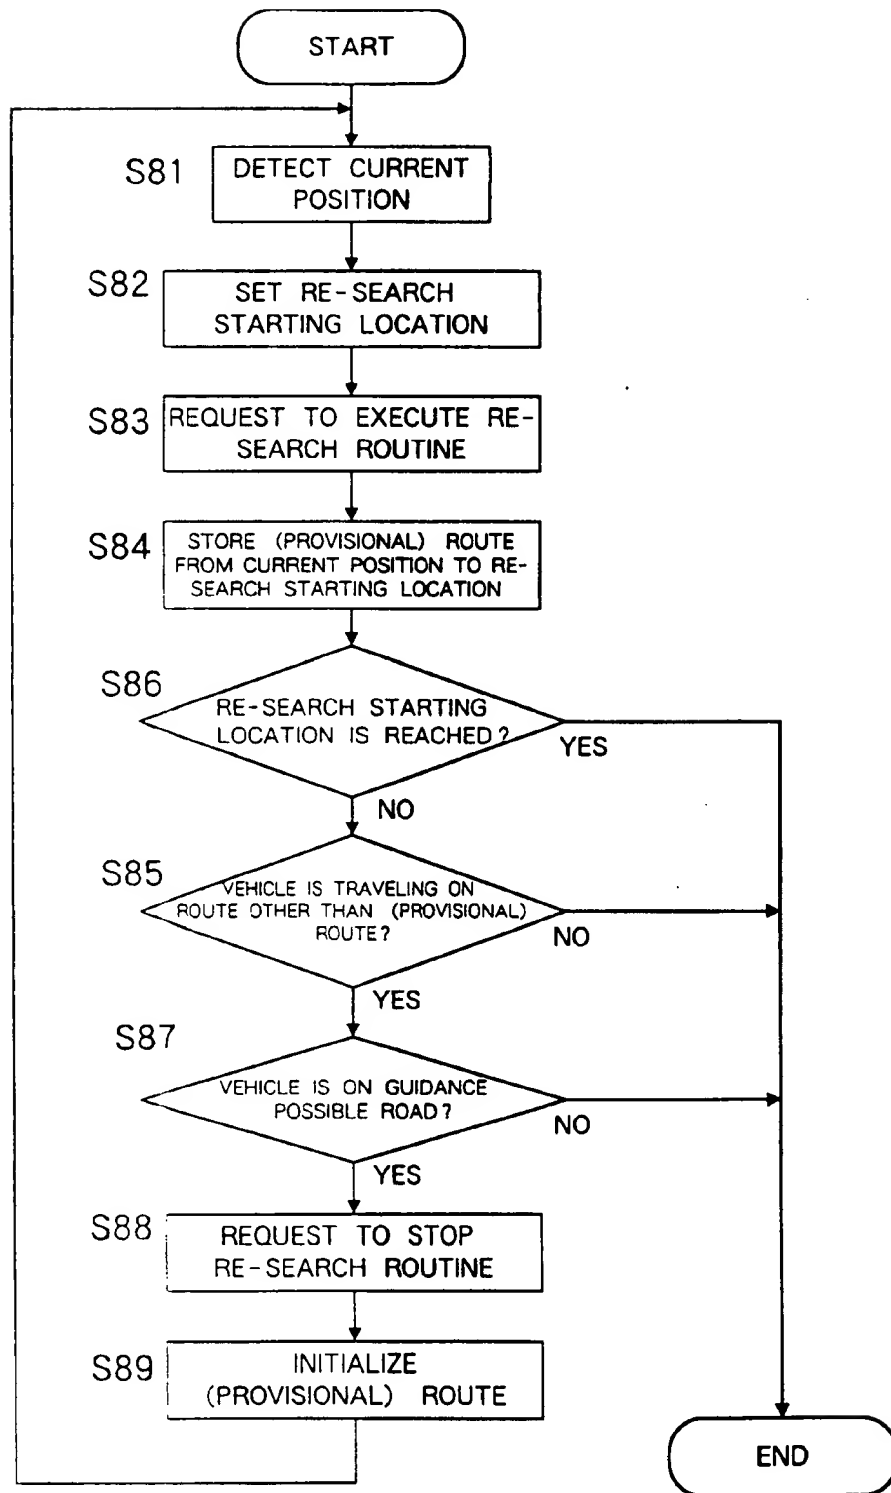 START
S81
DETECT CURRENT
POSITION
S82
SET RE-SEARCH
STARTING LOCATION
S83
REQUEST TO EXECUTE RE-
SEARCH ROUTINE
S84
STORE (PROVISIONAL) ROUTE
FROM CURRENT POSITION TO RE-
SEARCH STARTING LOCATION
S86
RE-SEARCH STARTING
LOCATION IS REACHED?
YES
NO
S85
VEHICLE IS TRAVELING ON
ROUTE OTHER THAN (PROVISIONAL)
ROUTE?
NO
YES
S87
VEHICLE IS ON GUIDANCE
POSSIBLE ROAD?
NO
YES
S88
REQUEST TO STOP
RE-SEARCH ROUTINE
S89
INITIALIZE
(PROVISIONAL) ROUTE
END